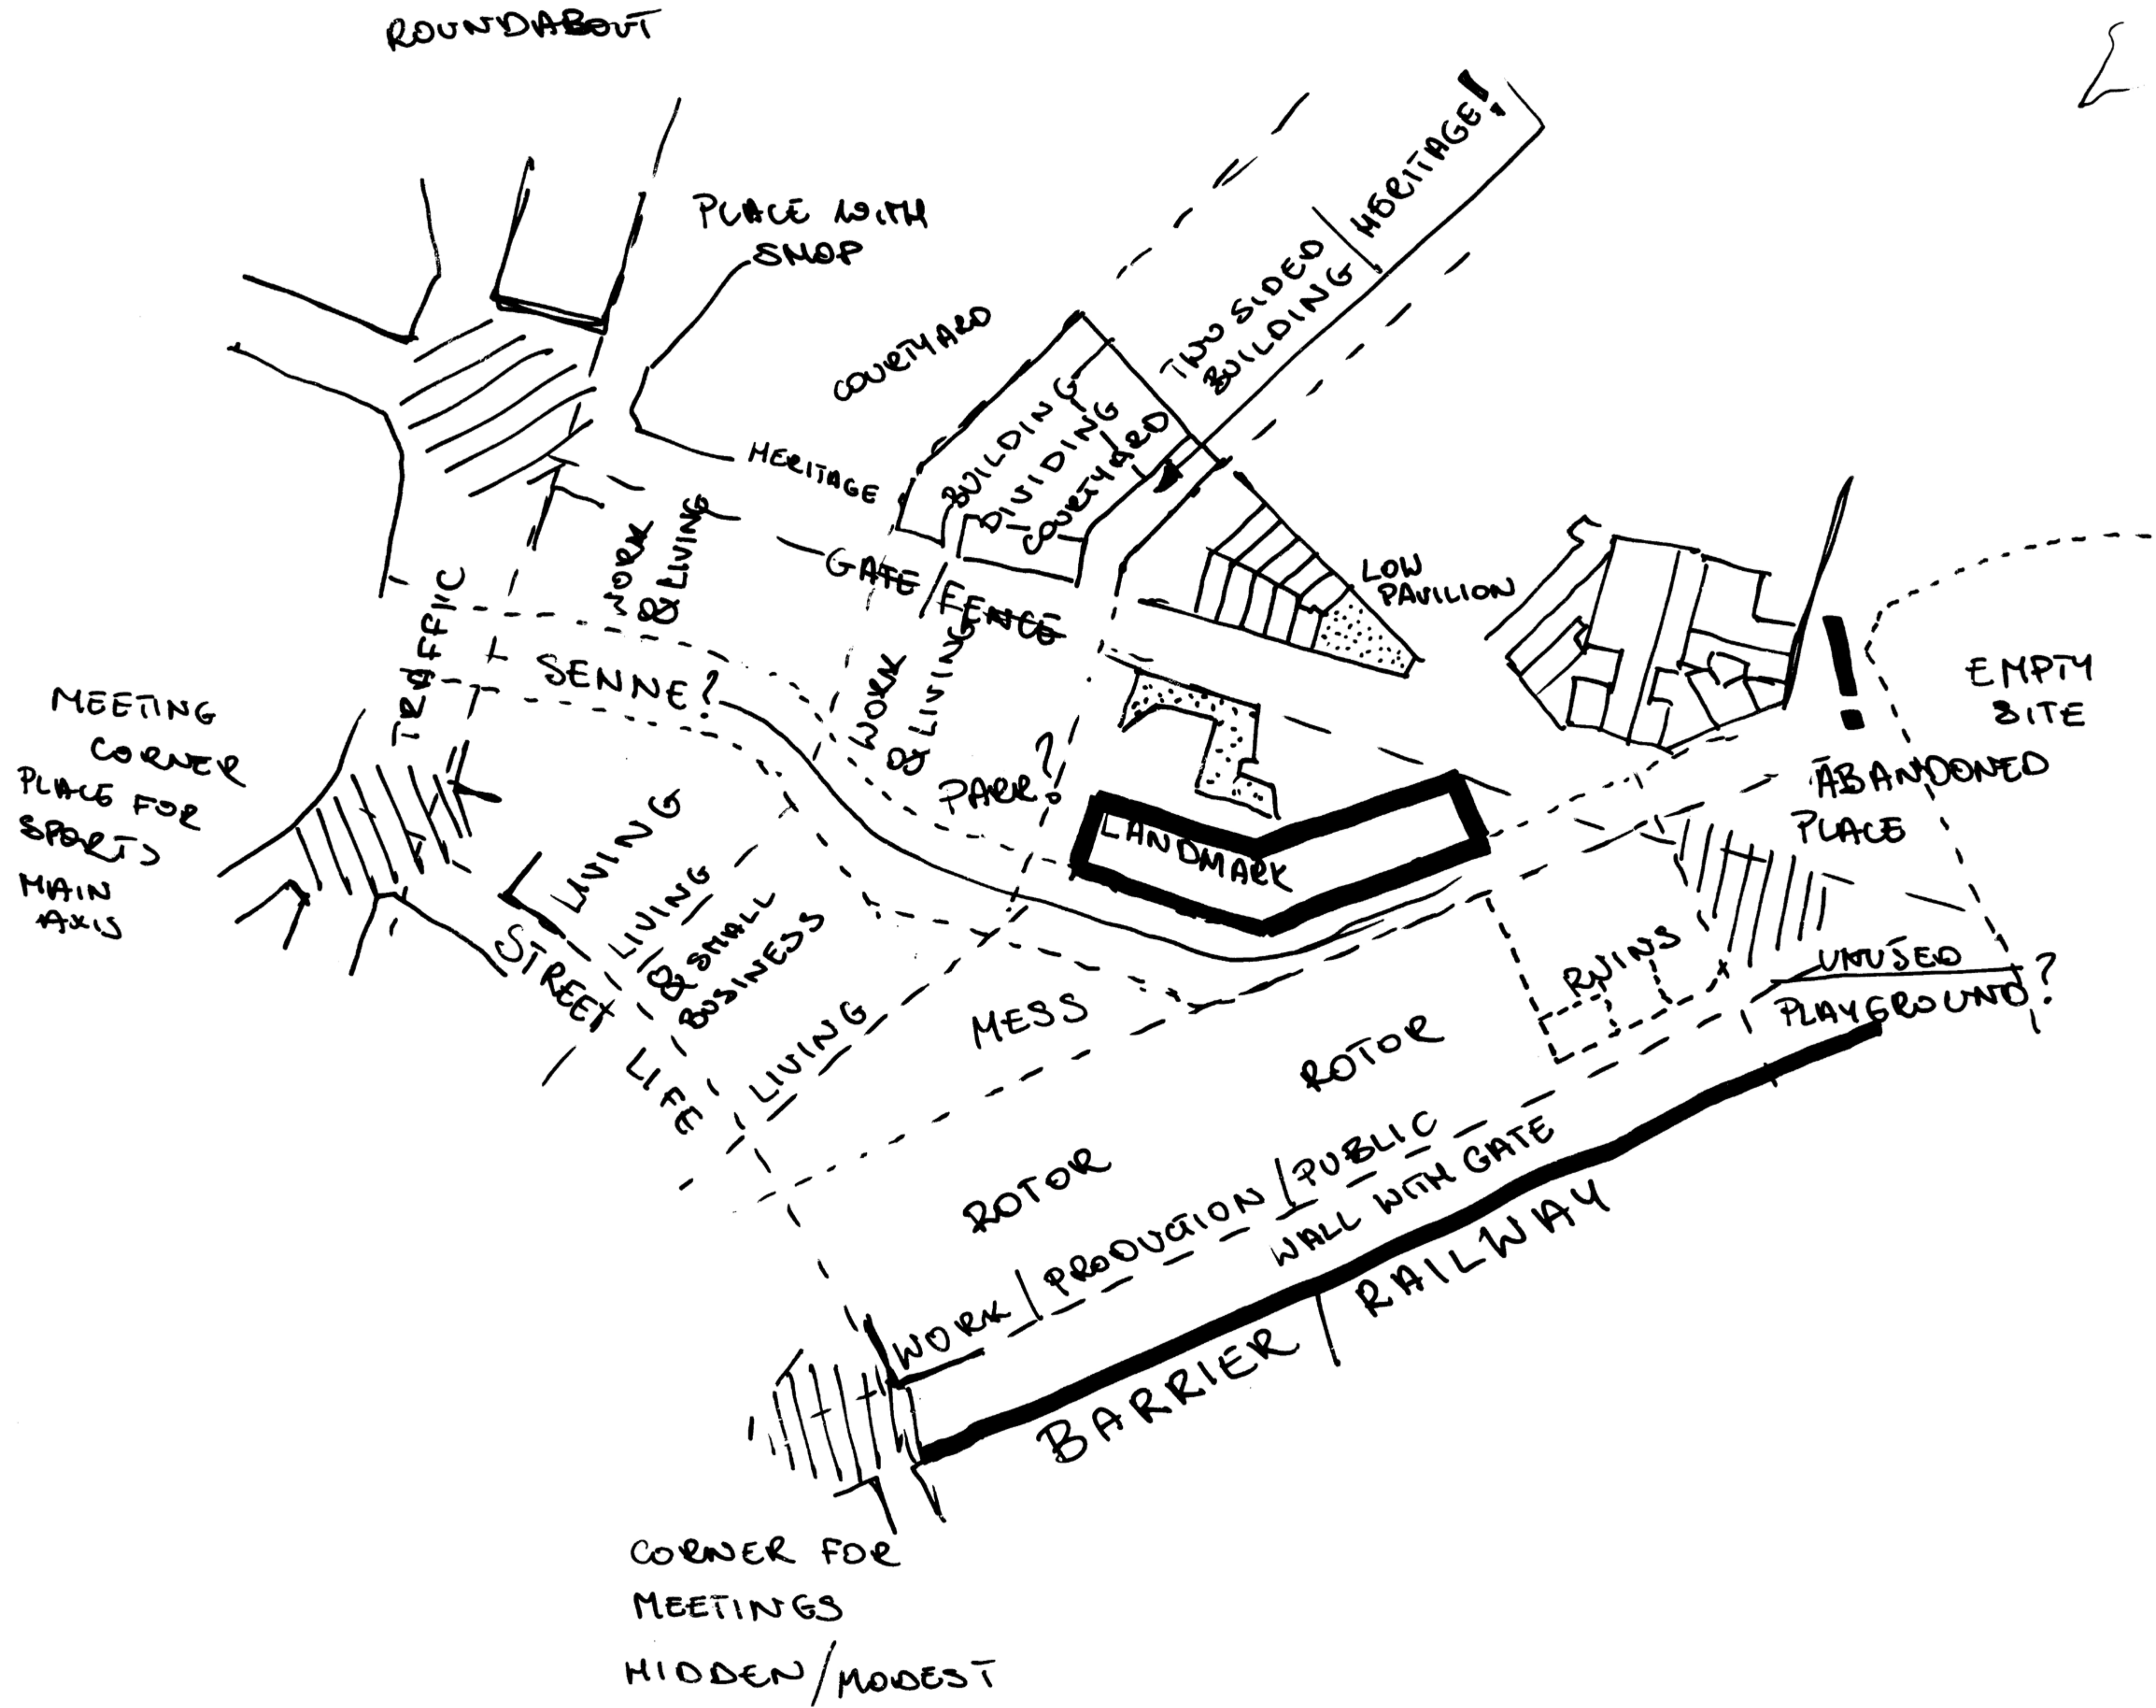 ROUNDABOUT
PLACE WITH
SHOP
HERITAGE!
TWO SIDED
BUILDING
COURTYARD
HERITAGE
BUILDING
DIVIDING
COURTYARD
WORK
& LIVING
GATE/FENCE
LOW
PAVILION
TRAFFIC
SENNE?
WORK
& LIVING
PARK?
LANDMARK
EMPTY
SITE
!
ABANDONED
PLACE
MEETING
CORNER
PLACE FOR
SPORTS
MAIN
AXIS
LIVING
LIVING
& SMALL
BUSINESS
STREET
LIFE
LIVING
MESS
RUINS
UNUSED
PLAYGROUND?
ROTOR
ROTOR
WORK/PRODUCTION/PUBLIC
WALL WITH GATE
BARRIER/RAILWAY
CORNER FOR
MEETINGS
HIDDEN/MODEST